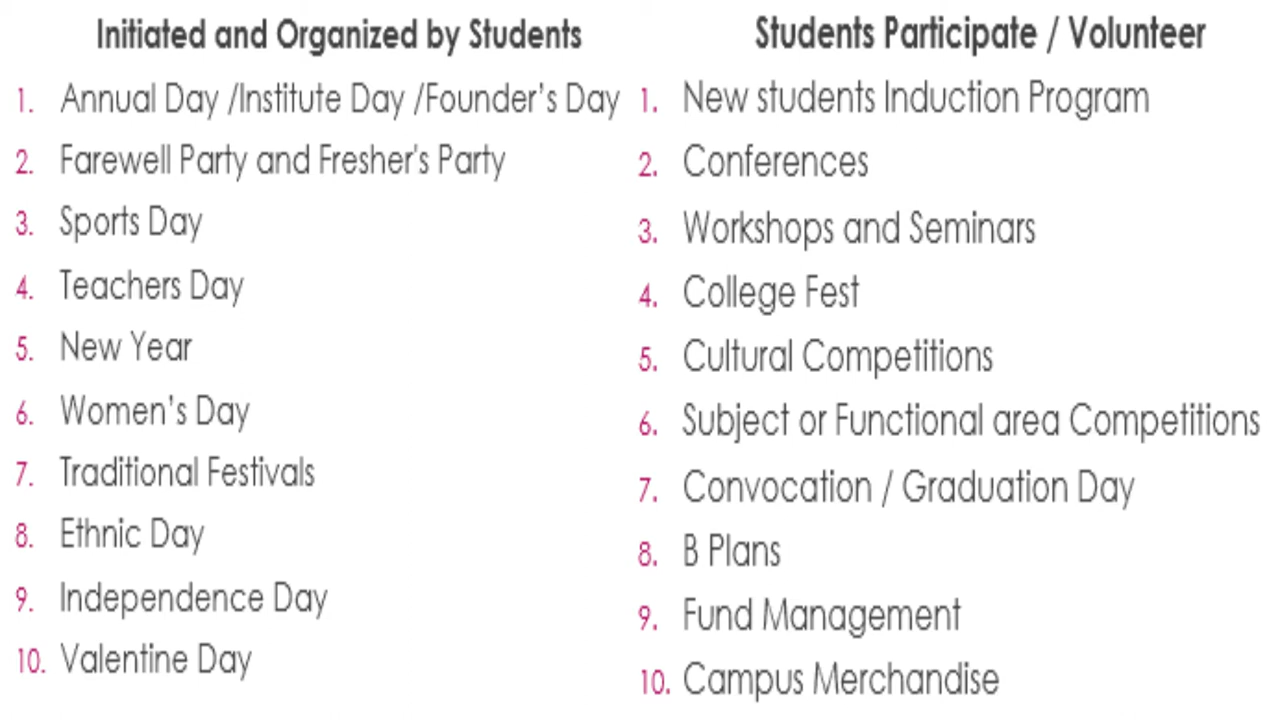 Initiated and Organized by Students
1. Annual Day /Institute Day /Founder's Day
2. Farewell Party and Fresher's Party
3. Sports Day
4. Teachers Day
5. New Year
6. Women's Day
7. Traditional Festivals
8. Ethnic Day
9. Independence Day
10. Valentine Day
Students Participate / Volunteer
1. New students Induction Program
2. Conferences
3. Workshops and Seminars
4. College Fest
5. Cultural Competitions
6. Subject or Functional area Competitions
7. Convocation / Graduation Day
8. B Plans
9. Fund Management
10. Campus Merchandise